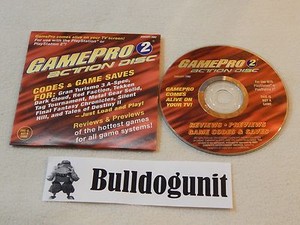 GamePro comes alive on your TV screen!
For use with the PlayStation or
PlayStation 2!
GAMEPRO 2
ACTION DISC
CODES & GAME SAVES
FOR: Gran Turismo 3 A-Spec,
Dark Cloud, Red Faction, Tekken
Tag Tournament, Metal Gear Solid,
Final Fantasy Chronicles, Silent
Hill, and Tales of Destiny II
—Just Load and Play!
Reviews & Previews
of the hottest games
for all game systems!
GAMEPRO 2
ACTION DISC
GAMEPRO
COMES
ALIVE ON
YOUR TV!
REVIEWS • PREVIEWS
GAME CODES & SAVES
Bulldogunit